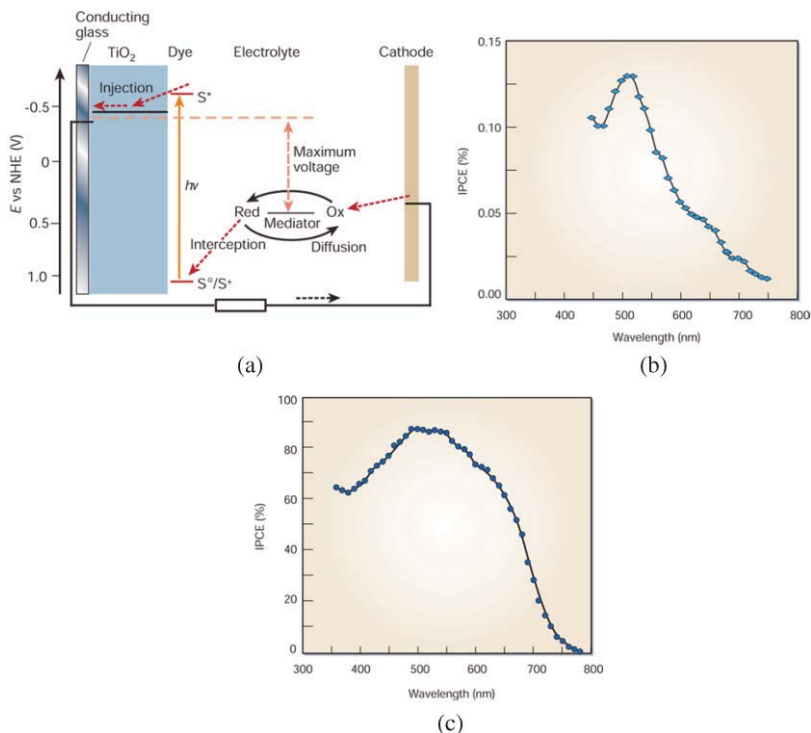 Conducting
glass
TiO₂ Dye Electrolyte Cathode
Injection
S*
-0.5
0
0.5
1.0
E vs NHE (V)
hν
Maximum
voltage
Red Ox
Mediator
Interception
Diffusion
S°/S⁺
(a)
0.15
0.10
0.05
0.00
IPCE (%)
300 400 500 600 700 800
Wavelength (nm)
(b)
100
80
60
40
20
0
IPCE (%)
300 400 500 600 700 800
Wavelength (nm)
(c)